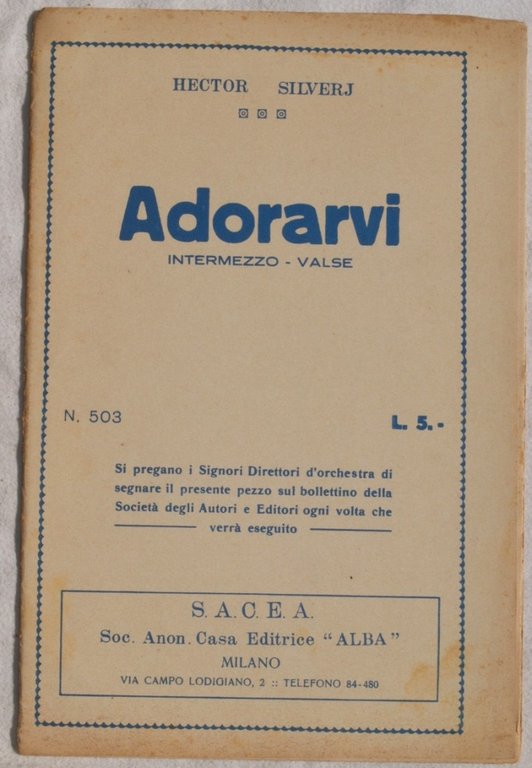 HECTOR SILVERJ
Adorarvi
INTERMEZZO - VALSE
N. 503
L. 5.-
Si pregano i Signori Direttori d'orchestra di
segnare il presente pezzo sul bollettino della
Società degli Autori e Editori ogni volta che
verrà eseguito
S. A. C. E. A.
Soc. Anon. Casa Editrice "ALBA"
MILANO
VIA CAMPO LODIGIANO, 2 :: TELEFONO 84-480